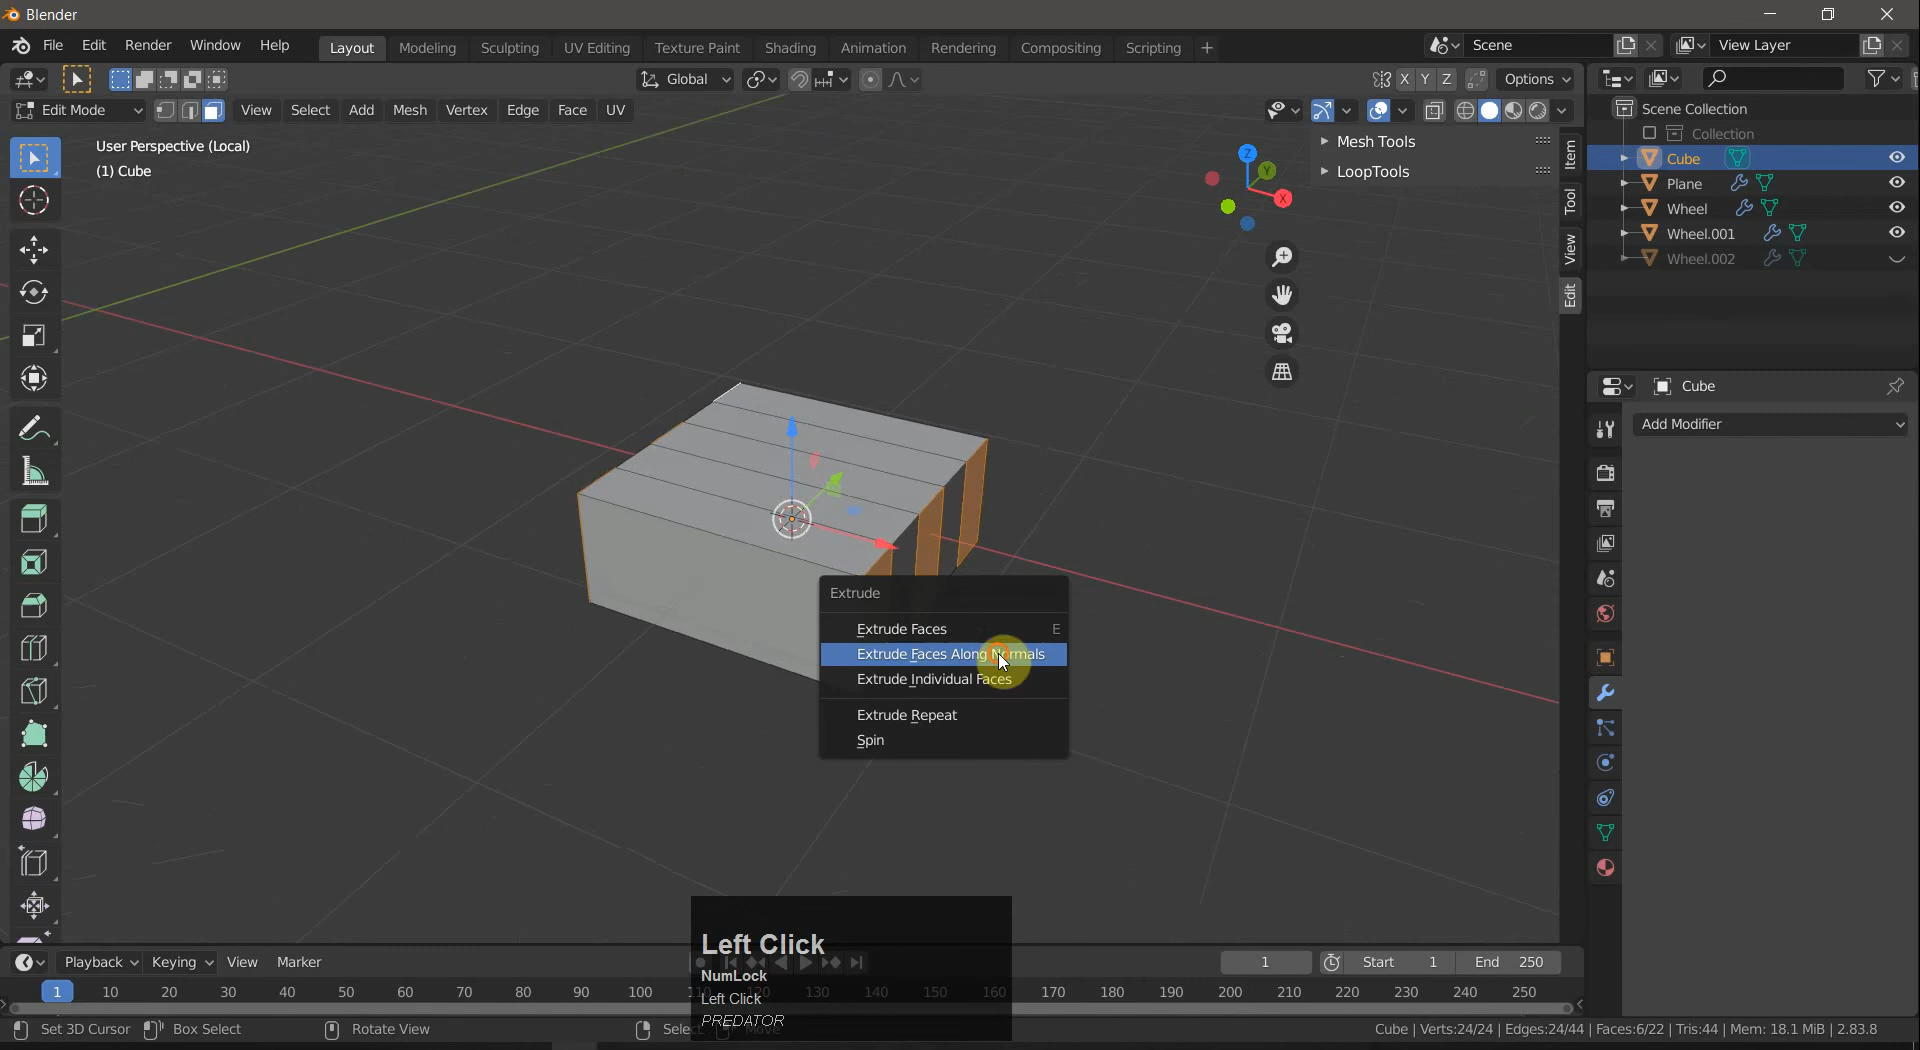 Blender
File Edit Render Window Help Layout Modeling Sculpting UV Editing Texture Paint Shading Animation Rendering Compositing Scripting + Scene View Layer
Global X Y Z Options
Edit Mode View Select Add Mesh Vertex Edge Face UV
User Perspective (Local)
(1) Cube
Z
Y
X
Mesh Tools
LoopTools
Item
Tool
View
Edit
Scene Collection
Collection
Cube
Plane
Wheel
Wheel.001
Wheel.002
Cube
Add Modifier
Extrude
Extrude Faces E
Extrude Faces Along Normals
Extrude Individual Faces
Extrude Repeat
Spin
Left Click
NumLock
Left Click
PREDATOR
Playback Keying View Marker 1 Start 1 End 250
1 10 20 30 40 50 60 70 80 90 100 130 140 150 160 170 180 190 200 210 220 230 240 250
Set 3D Cursor Box Select Rotate View Select Move
Cube | Verts:24/24 | Edges:24/44 | Faces:6/22 | Tris:44 | Mem: 18.1 MiB | 2.83.8